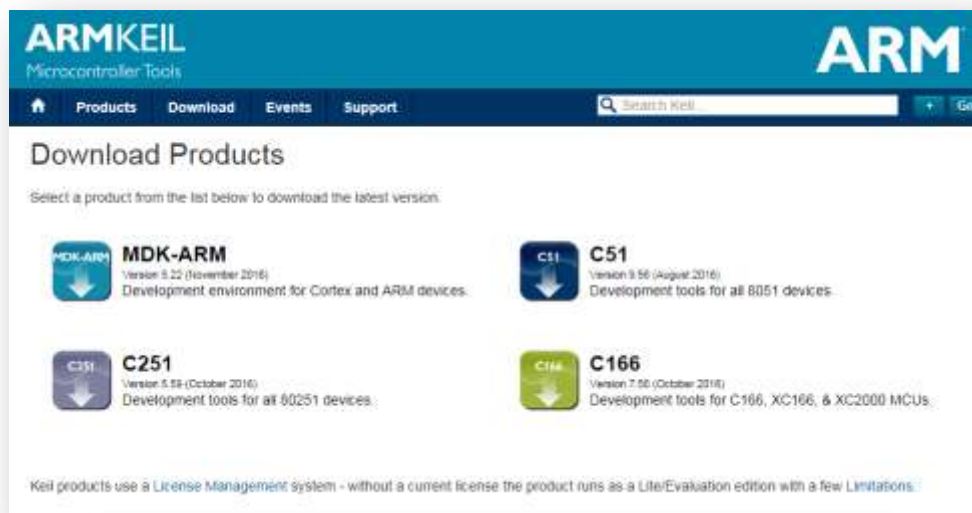 ARMKEIL
Microcontroller Tools
ARM
Products Download Events Support
Search Keil...
+ Go
Download Products
Select a product from the list below to download the latest version.
MDK-ARM
MDK-ARM
Version 5.22 (November 2016)
Development environment for Cortex and ARM devices.
C51
C51
Version 9.56 (August 2016)
Development tools for all 8051 devices.
C251
C251
Version 5.59 (October 2016)
Development tools for all 80251 devices.
C166
C166
Version 7.56 (October 2016)
Development tools for C166, XC166, & XC2000 MCUs.
Keil products use a License Management system - without a current license the product runs as a Lite/Evaluation edition with a few Limitations.